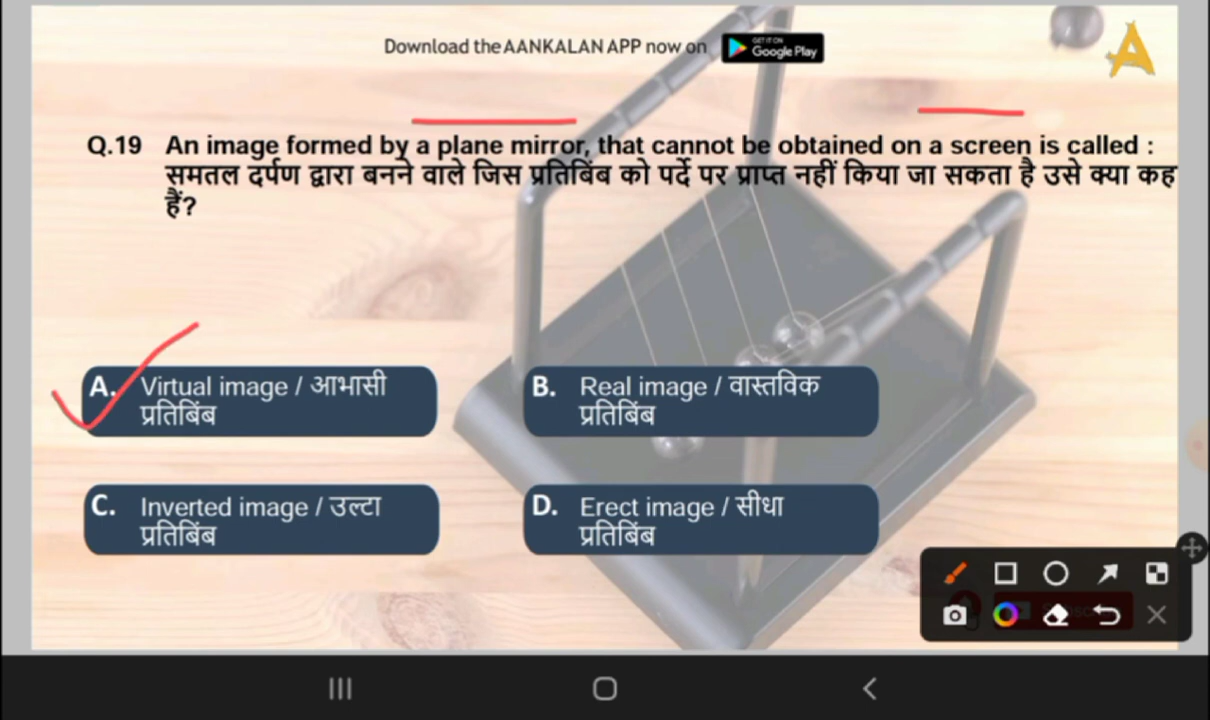 Download the AANKALAN APP now on
GET IT ON
Google Play
Q.19 An image formed by a plane mirror, that cannot be obtained on a screen is called :
समतल दर्पण द्वारा बनने वाले जिस प्रतिबिंब को पर्दे पर प्राप्त नहीं किया जा सकता है उसे क्या कह
हैं?
A. Virtual image / आभासी
प्रतिबिंब
B. Real image / वास्तविक
प्रतिबिंब
C. Inverted image / उल्टा
प्रतिबिंब
D. Erect image / सीधा
प्रतिबिंब